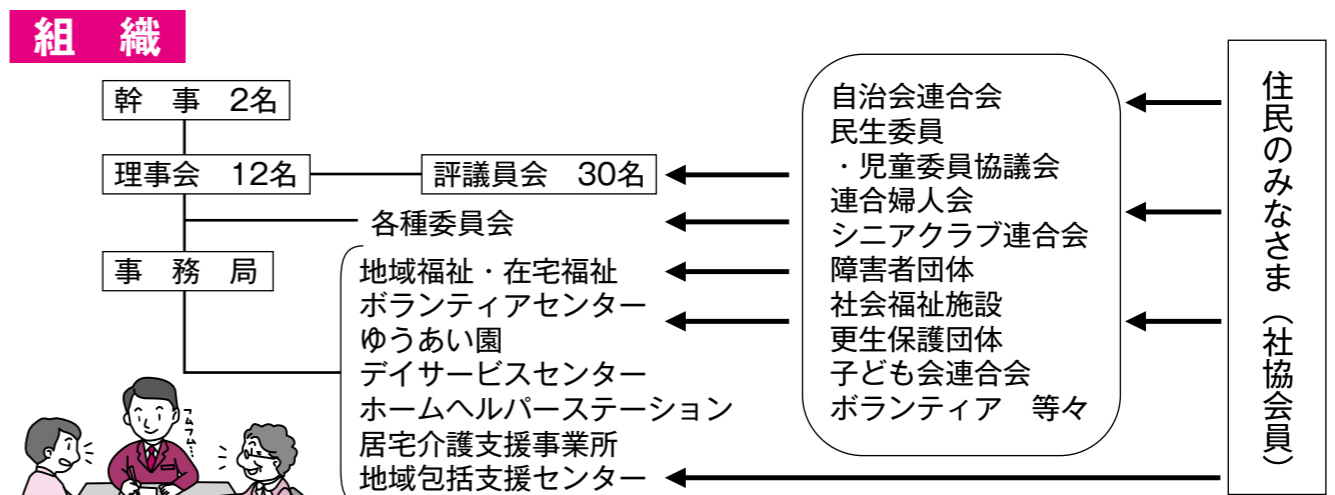 組　織
幹　事　2名
理事会　12名
評議員会　30名
各種委員会
事　務　局
地域福祉・在宅福祉
ボランティアセンター
ゆうあい園
デイサービスセンター
ホームヘルパーステーション
居宅介護支援事業所
地域包括支援センター
フムフム…
自治会連合会
民生委員
・児童委員協議会
連合婦人会
シニアクラブ連合会
障害者団体
社会福祉施設
更生保護団体
子ども会連合会
ボランティア　等々
住民のみなさま（社協会員）